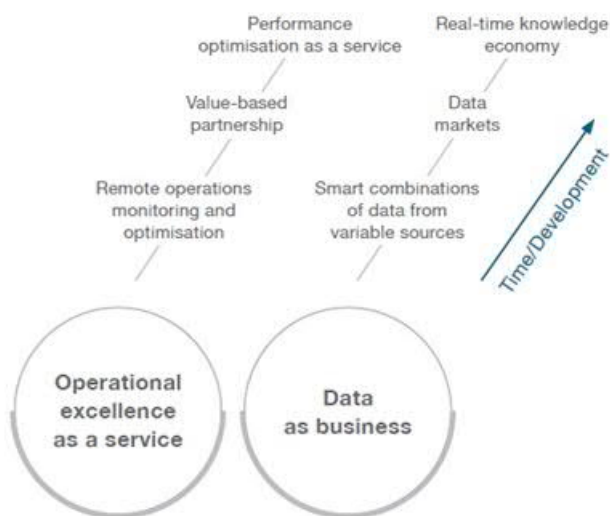 Performance
optimisation as a service
Value-based
partnership
Remote operations
monitoring and
optimisation
Operational
excellence
as a service
Real-time knowledge
economy
Data
markets
Smart combinations
of data from
variable sources
Data
as business
Time/Development